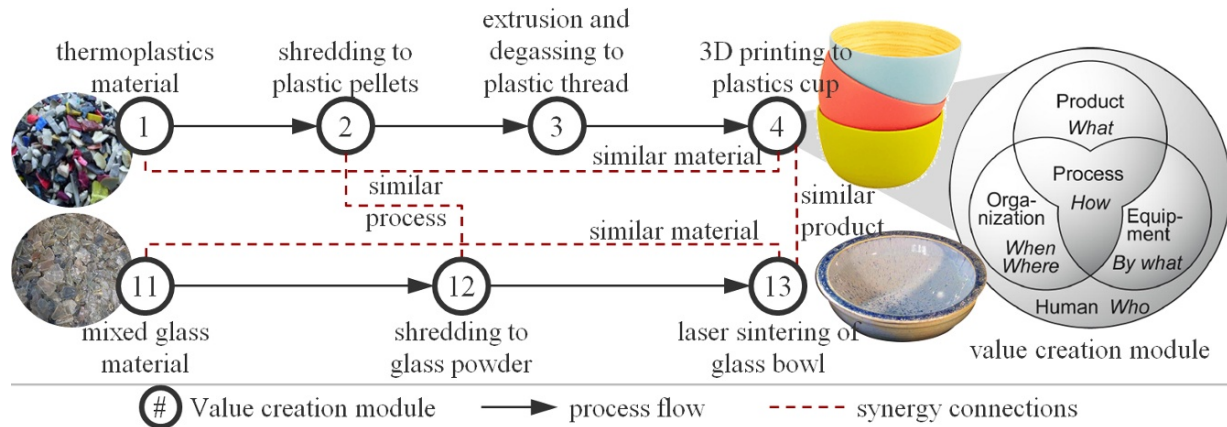 thermoplastics
material
shredding to
plastic pellets
extrusion and
degassing to
plastic thread
3D printing to
plastics cup
1
2
3
4
similar material
similar
process
similar
product
similar material
11
12
13
mixed glass
material
shredding to
glass powder
laser sintering of
glass bowl
Product
What
Process
How
Orga-
nization
When
Where
Equip-
ment
By what
Human Who
value creation module
# Value creation module
process flow
synergy connections